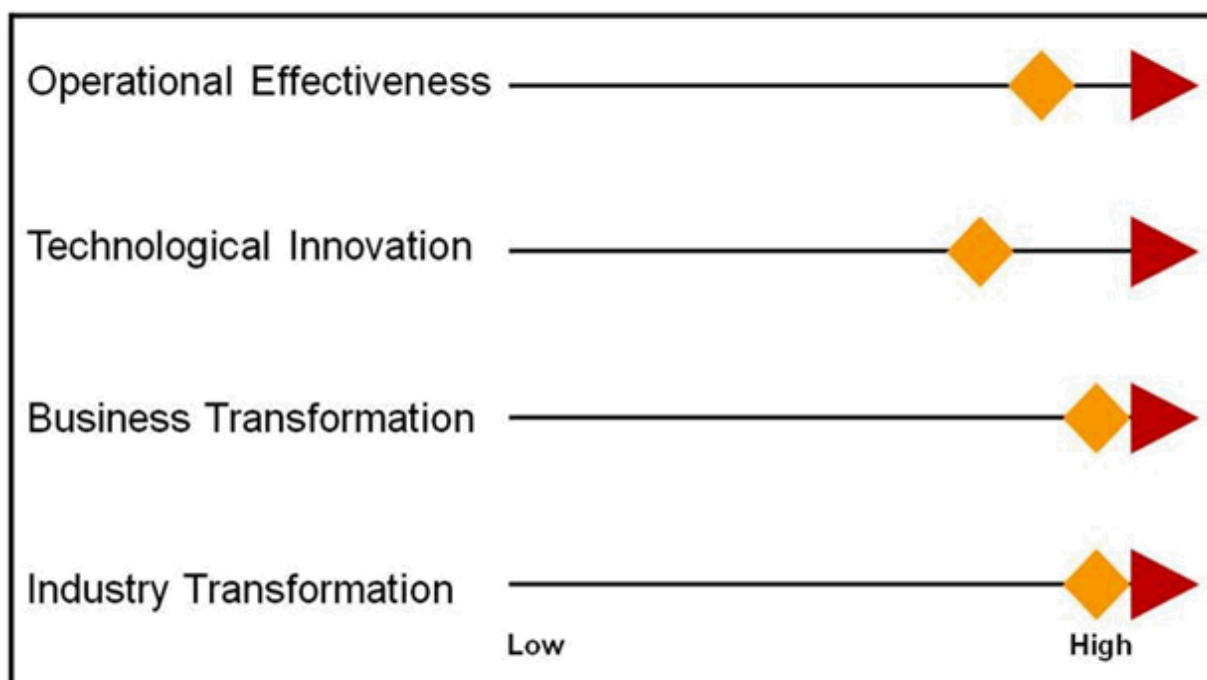 Operational Effectiveness
Technological Innovation
Business Transformation
Industry Transformation
Low High